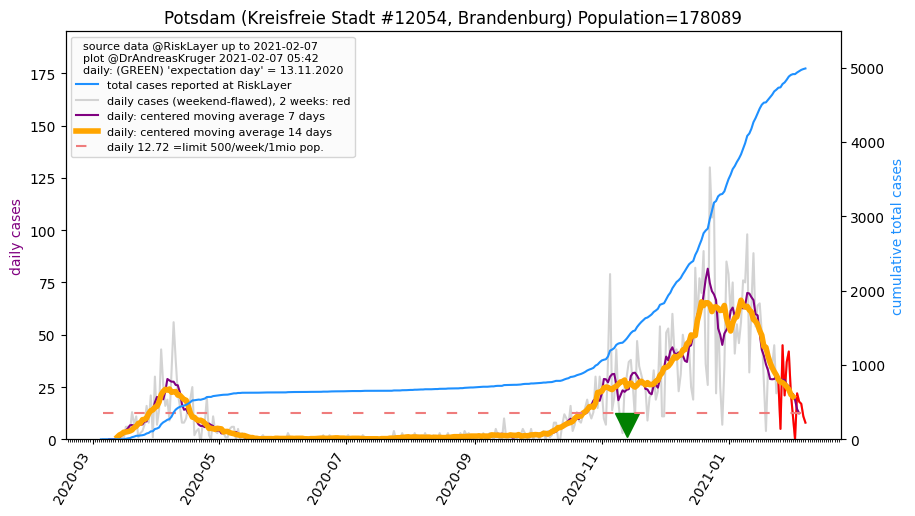 Potsdam (Kreisfreie Stadt #12054, Brandenburg) Population=178089
source data @RiskLayer up to 2021-02-07
plot @DrAndreasKruger 2021-02-07 05:42
daily: (GREEN) 'expectation day' = 13.11.2020
total cases reported at RiskLayer
daily cases (weekend-flawed), 2 weeks: red
daily: centered moving average 7 days
daily: centered moving average 14 days
daily 12.72 =limit 500/week/1mio pop.
daily cases
175
150
125
100
75
50
25
0
5000
4000
3000
2000
1000
0
cumulative total cases
2020-03
2020-05
2020-07
2020-09
2020-11
2021-01